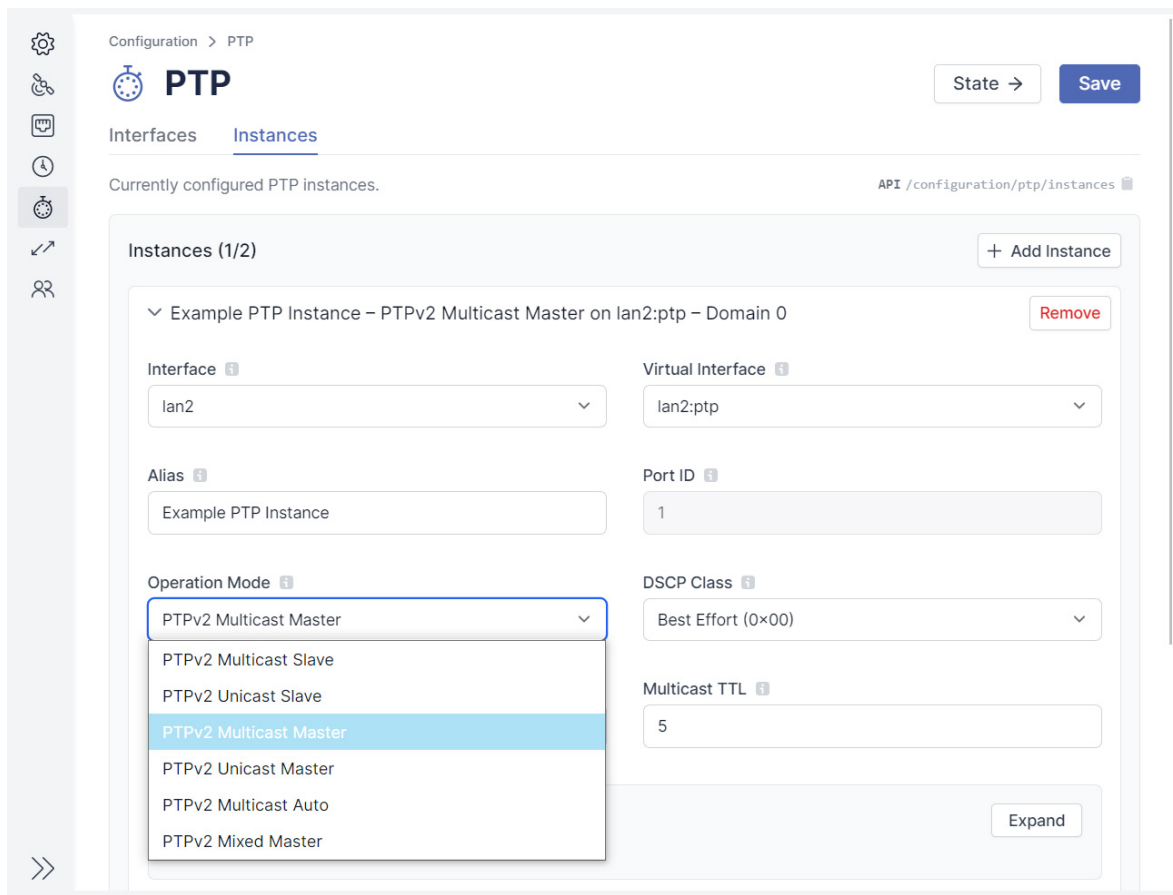 Configuration > PTP
PTP
State →
Save
Interfaces
Instances
Currently configured PTP instances.
API /configuration/ptp/instances
Instances (1/2)
+ Add Instance
Example PTP Instance – PTPv2 Multicast Master on lan2:ptp – Domain 0
Remove
Interface
Virtual Interface
lan2
lan2:ptp
Alias
Port ID
Example PTP Instance
1
Operation Mode
DSCP Class
PTPv2 Multicast Master
Best Effort (0×00)
PTPv2 Multicast Slave
PTPv2 Unicast Slave
Multicast TTL
PTPv2 Multicast Master
5
PTPv2 Unicast Master
PTPv2 Multicast Auto
Expand
PTPv2 Mixed Master